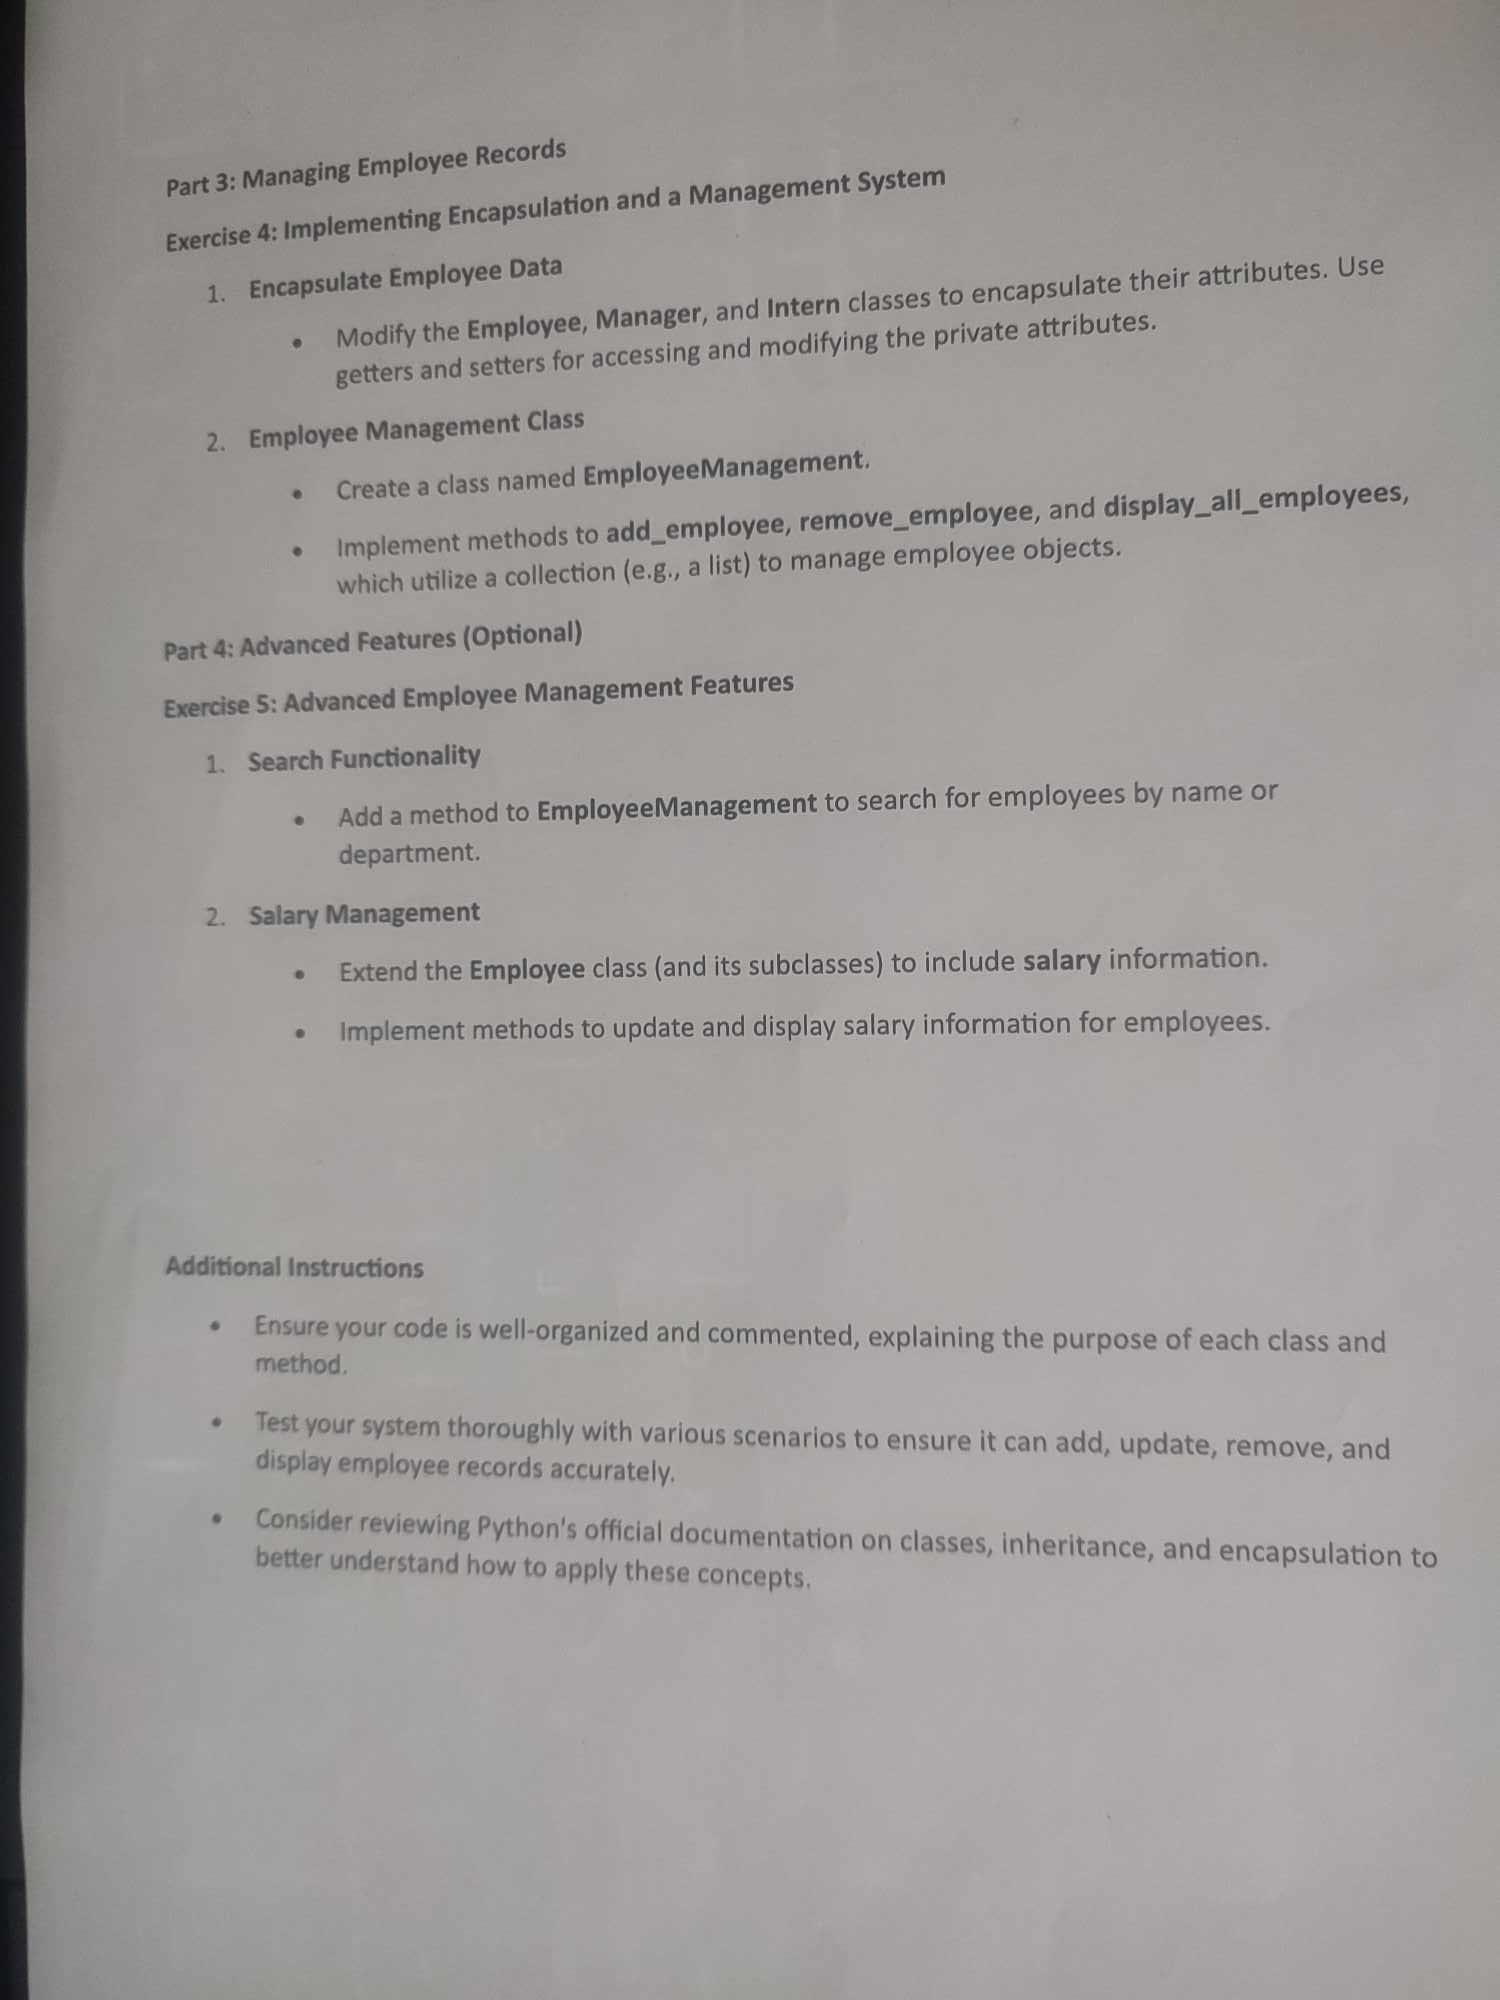 Part 3: Managing Employee Records
Exercise 4: Implementing Encapsulation and a Management System
1. Encapsulate Employee Data
• Modify the Employee, Manager, and Intern classes to encapsulate their attributes. Use
getters and setters for accessing and modifying the private attributes.
2. Employee Management Class
• Create a class named EmployeeManagement.
• Implement methods to add_employee, remove_employee, and display_all_employees,
which utilize a collection (e.g., a list) to manage employee objects.
Part 4: Advanced Features (Optional)
Exercise 5: Advanced Employee Management Features
1. Search Functionality
• Add a method to EmployeeManagement to search for employees by name or
department.
2. Salary Management
• Extend the Employee class (and its subclasses) to include salary information.
• Implement methods to update and display salary information for employees.
Additional Instructions
• Ensure your code is well-organized and commented, explaining the purpose of each class and
method.
• Test your system thoroughly with various scenarios to ensure it can add, update, remove, and
display employee records accurately.
• Consider reviewing Python's official documentation on classes, inheritance, and encapsulation to
better understand how to apply these concepts.